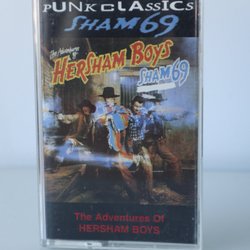 PUNK CLASSICS
SHAM 69
The Adventures of
HERSHAM BOYS
SHAM 69
The Adventures Of
HERSHAM BOYS